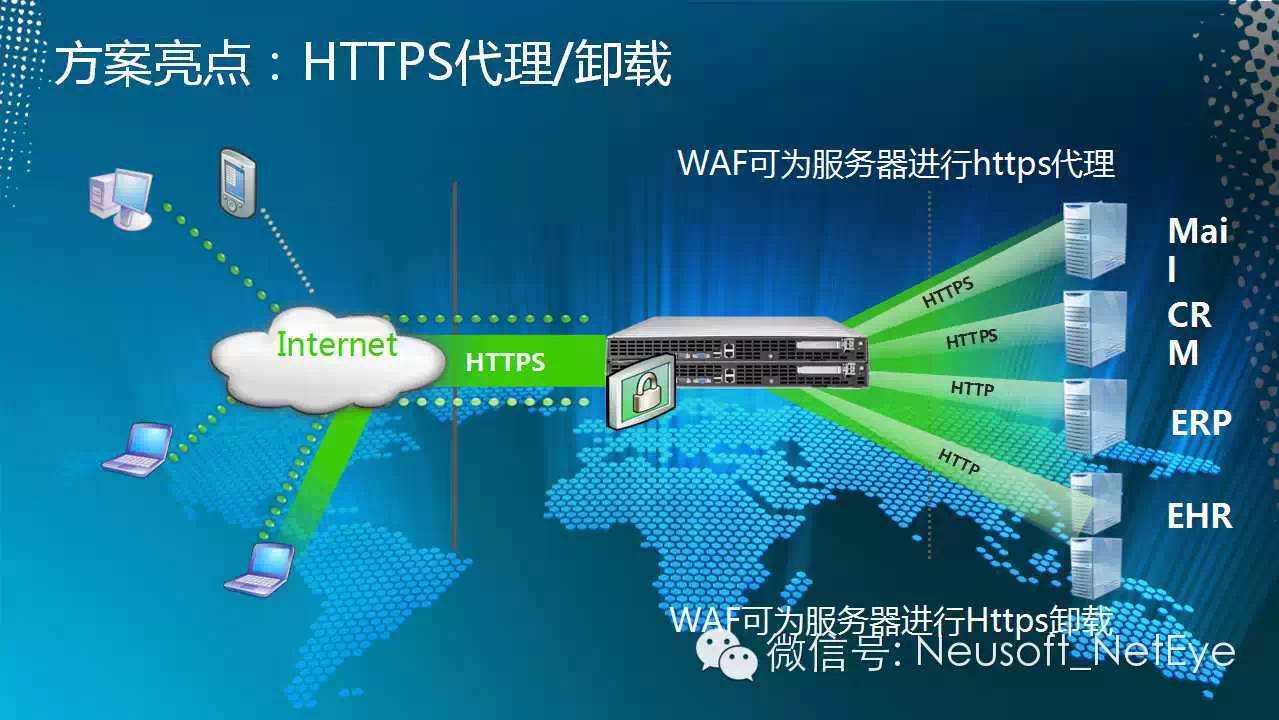 方案亮点：HTTPS代理/卸载
WAF可为服务器进行https代理
Mai
l
HTTPS
CR
M
Internet
HTTPS
HTTPS
HTTP
ERP
HTTP
EHR
WAF可为服务器进行Https卸载
微信号: Neusoft_NetEye